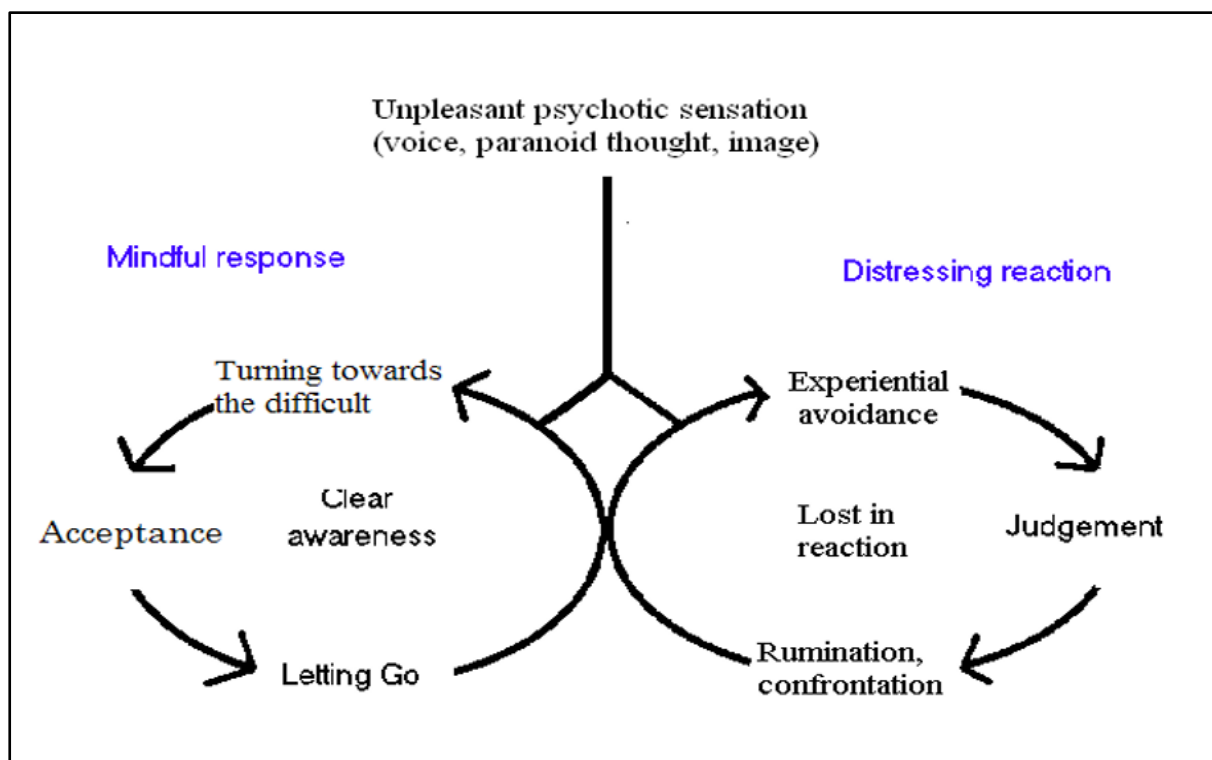 Unpleasant psychotic sensation
(voice, paranoid thought, image)
Mindful response
Distressing reaction
Turning towards
the difficult
Experiential
avoidance
Clear
awareness
Acceptance
Lost in
reaction
Judgement
Letting Go
Rumination,
confrontation